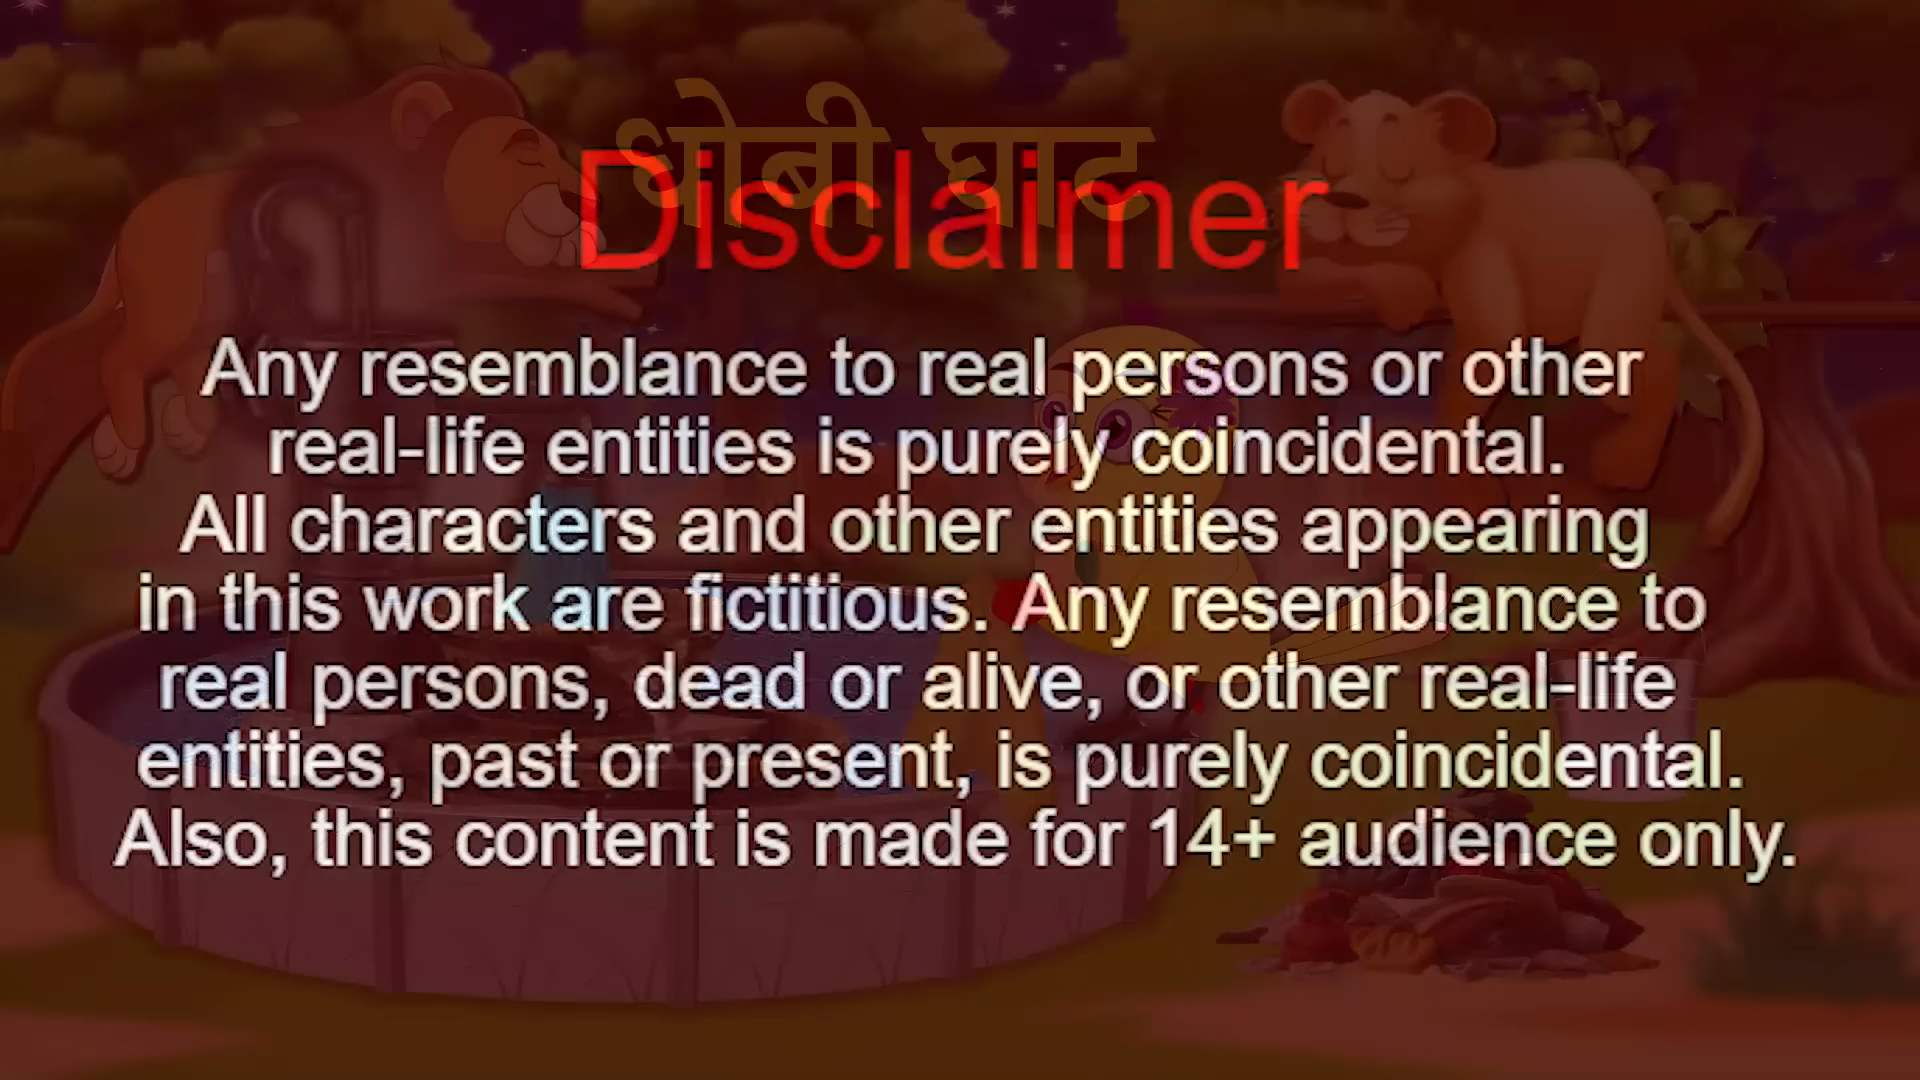 धोबी घाट
Disclaimer
Any resemblance to real persons or other
real-life entities is purely coincidental.
All characters and other entities appearing
in this work are fictitious. Any resemblance to
real persons, dead or alive, or other real-life
entities, past or present, is purely coincidental.
Also, this content is made for 14+ audience only.